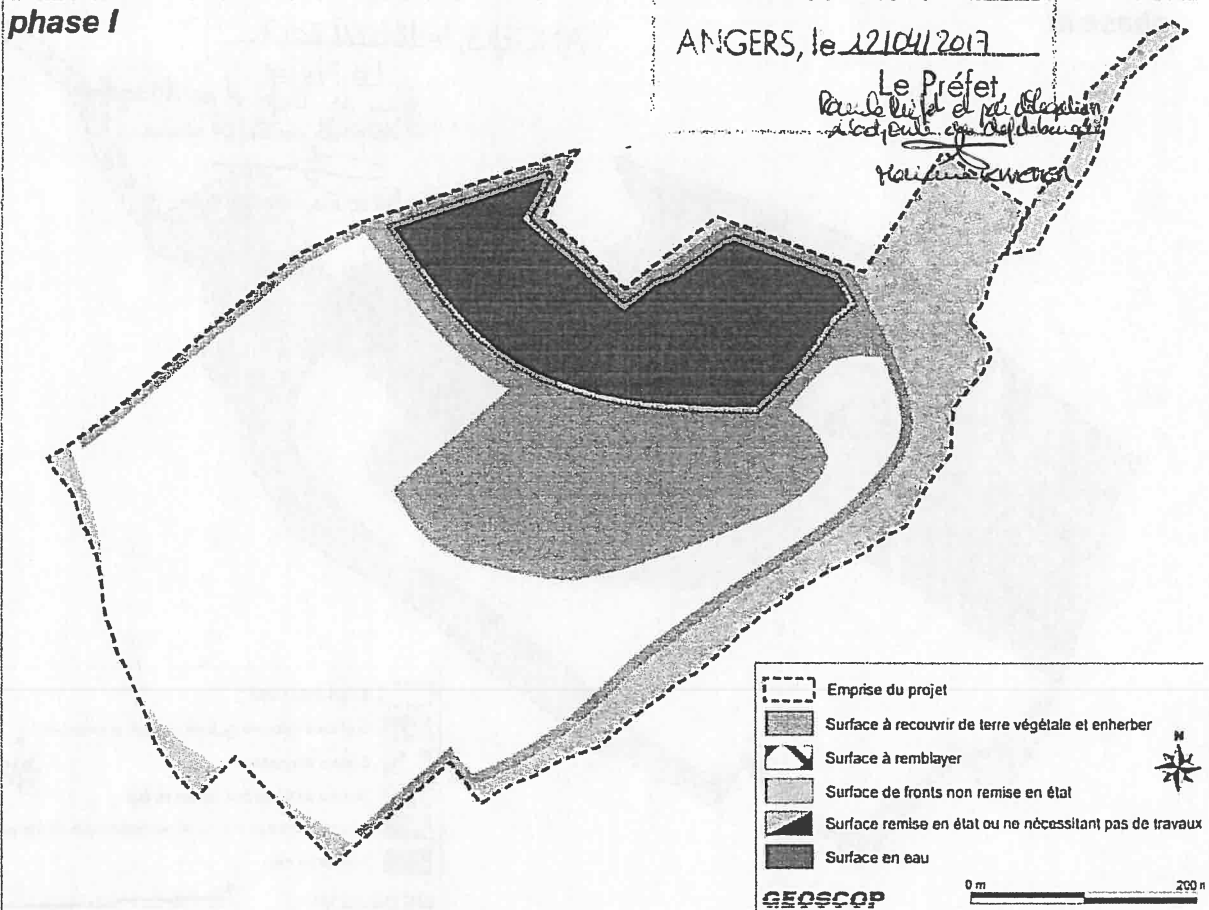 phase I
ANGERS, le 12/04/2017
Le Préfet,
Emprise du projet
Surface à recouvrir de terre végétale et enherber
Surface à remblayer
Surface de fronts non remise en état
Surface remise en état ou ne nécessitant pas de travaux
Surface en eau
N
0 m
200 m
GEOSCOP